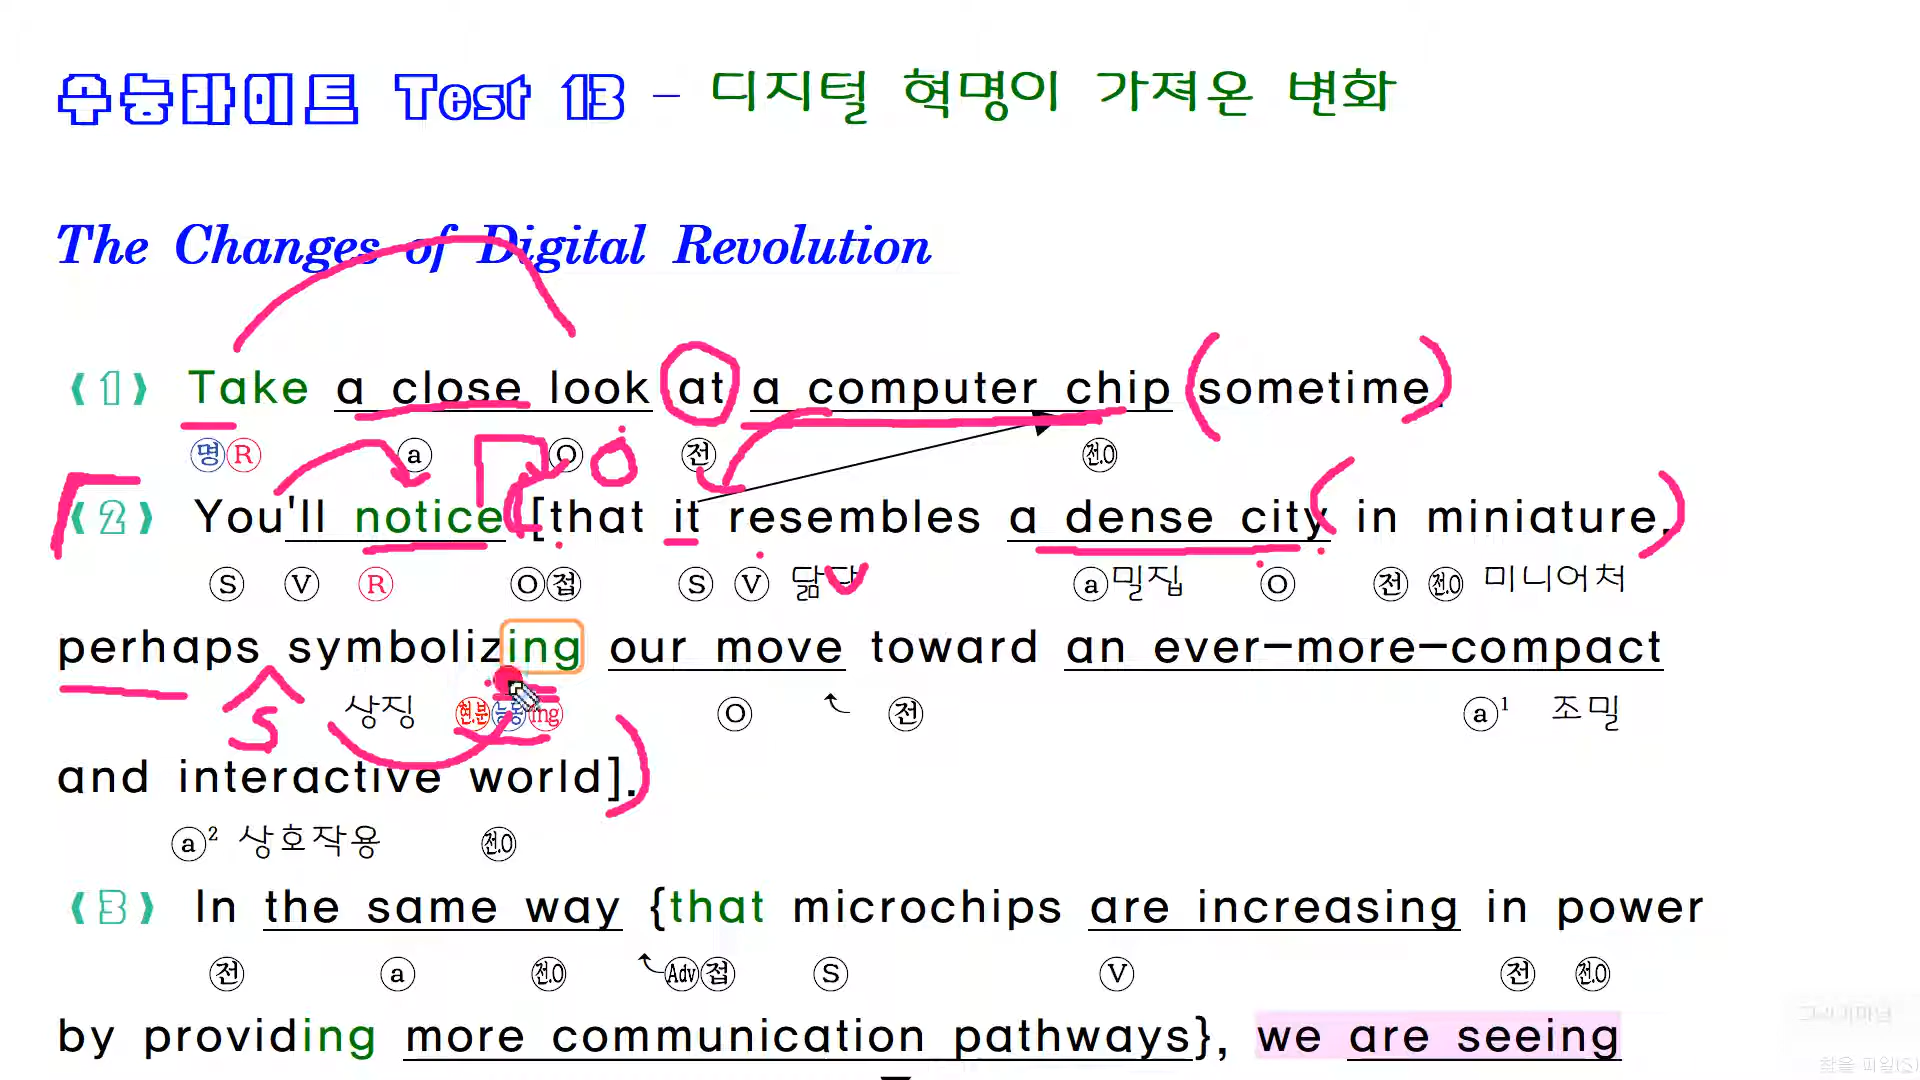 수능라이트 Test 13 – 디지털 혁명이 가져온 변화
The Changes of Digital Revolution
(1) Take a close look at a computer chip sometime.
명 R a O 전 전.O
(2) You'll notice [that it resembles a dense city in miniature,
S V R O 접 S V 닮다 a 밀집 O 전 전.O 미니어처
perhaps symbolizing our move toward an ever-more-compact
S 상징 현.분 능동 ing O 전 a¹ 조밀
and interactive world].
a² 상호작용 전.O
(3) In the same way {that microchips are increasing in power
전 a 전.O Adv 접 S V 전 전.O
by providing more communication pathways}, we are seeing